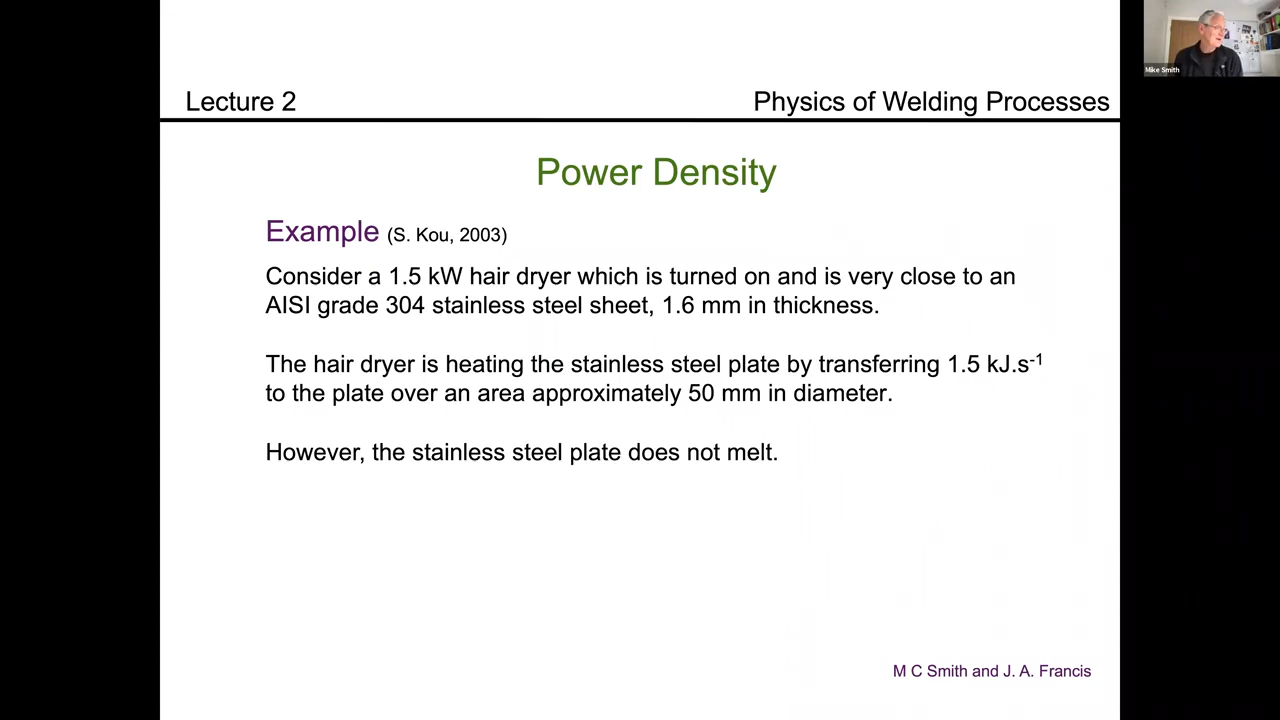 Mike Smith
Lecture 2
Physics of Welding Processes
Power Density
Example (S. Kou, 2003)
Consider a 1.5 kW hair dryer which is turned on and is very close to an
AISI grade 304 stainless steel sheet, 1.6 mm in thickness.
The hair dryer is heating the stainless steel plate by transferring 1.5 kJ.s⁻¹
to the plate over an area approximately 50 mm in diameter.
However, the stainless steel plate does not melt.
M C Smith and J. A. Francis